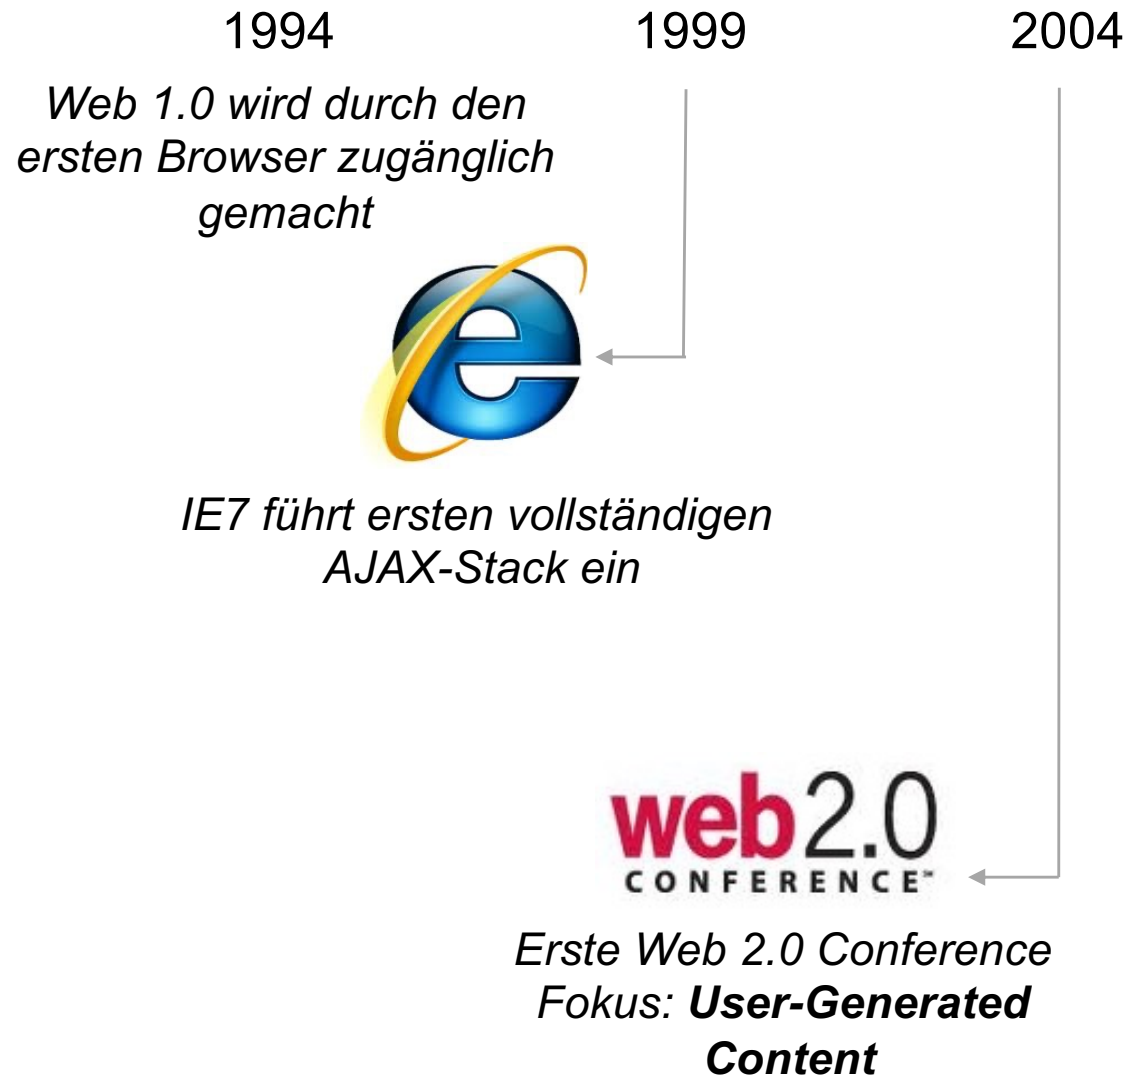 1994 1999 2004
Web 1.0 wird durch den
ersten Browser zugänglich
gemacht
IE7 führt ersten vollständigen
AJAX-Stack ein
web2.0
CONFERENCE℠
Erste Web 2.0 Conference
Fokus: User-Generated
Content